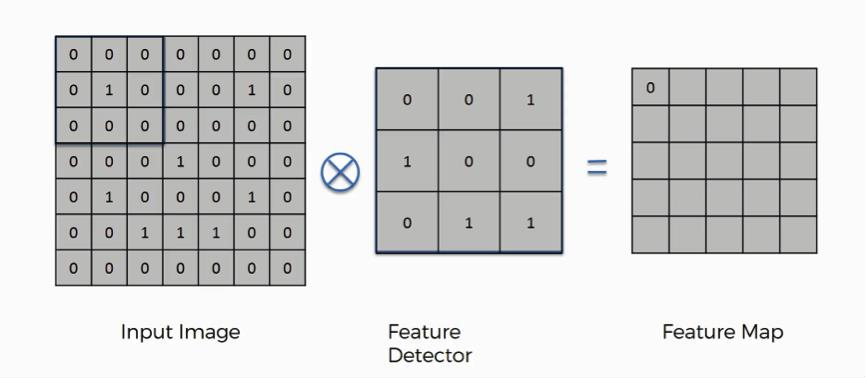 0 0 0 0 0 0 0
0 1 0 0 0 1 0
0 0 0 0 0 0 0
0 0 0 1 0 0 0
0 1 0 0 0 1 0
0 0 1 1 1 0 0
0 0 0 0 0 0 0
Input Image
0 0 1
1 0 0
0 1 1
Feature
Detector
=
0
Feature Map